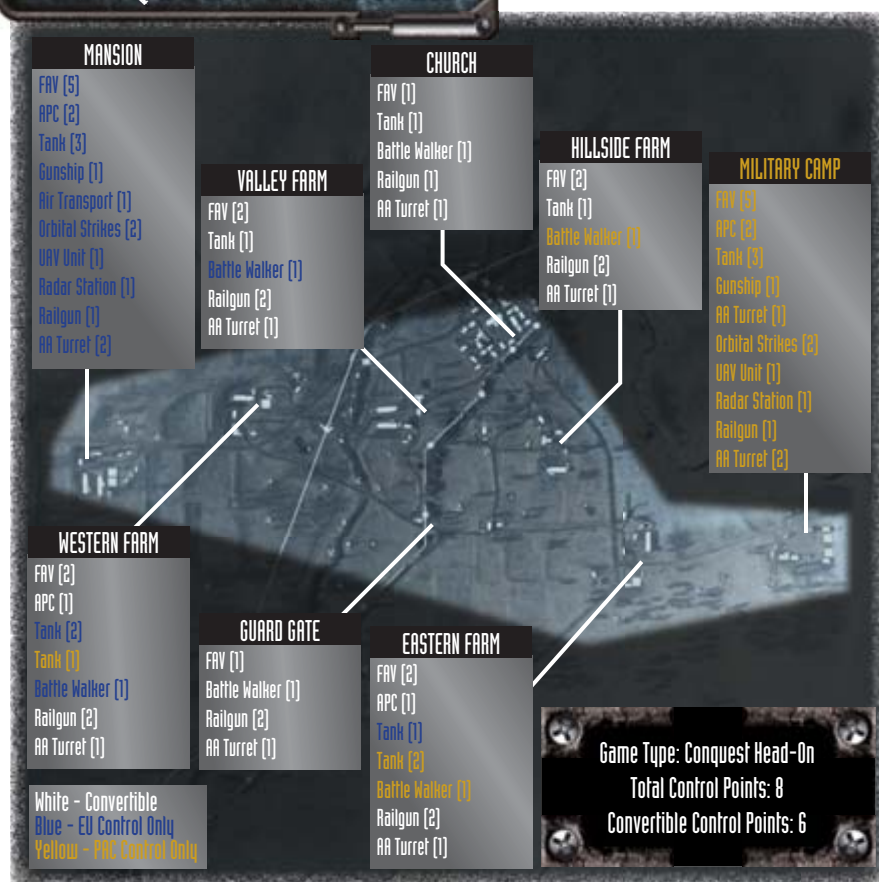 MANSION
FAV (5)
APC (2)
Tank (3)
Gunship (1)
Air Transport (1)
Orbital Strikes (2)
UAV Unit (1)
Radar Station (1)
Railgun (1)
AA Turret (2)
VALLEY FARM
FAV (2)
Tank (1)
Battle Walker (1)
Railgun (2)
AA Turret (1)
CHURCH
FAV (1)
Tank (1)
Battle Walker (1)
Railgun (1)
AA Turret (1)
HILLSIDE FARM
FAV (2)
Tank (1)
Battle Walker (1)
Railgun (2)
AA Turret (1)
MILITARY CAMP
FAV (5)
APC (2)
Tank (3)
Gunship (1)
AA Turret (1)
Orbital Strikes (2)
UAV Unit (1)
Radar Station (1)
Railgun (1)
AA Turret (2)
WESTERN FARM
FAV (2)
APC (1)
Tank (2)
Tank (1)
Battle Walker (1)
Railgun (2)
AA Turret (1)
GUARD GATE
FAV (1)
Battle Walker (1)
Railgun (2)
AA Turret (1)
EASTERN FARM
FAV (2)
APC (1)
Tank (1)
Tank (2)
Battle Walker (1)
Railgun (2)
AA Turret (1)
White - Convertible
Blue - EU Control Only
Yellow - PAC Control Only
Game Type: Conquest Head-On
Total Control Points: 8
Convertible Control Points: 6